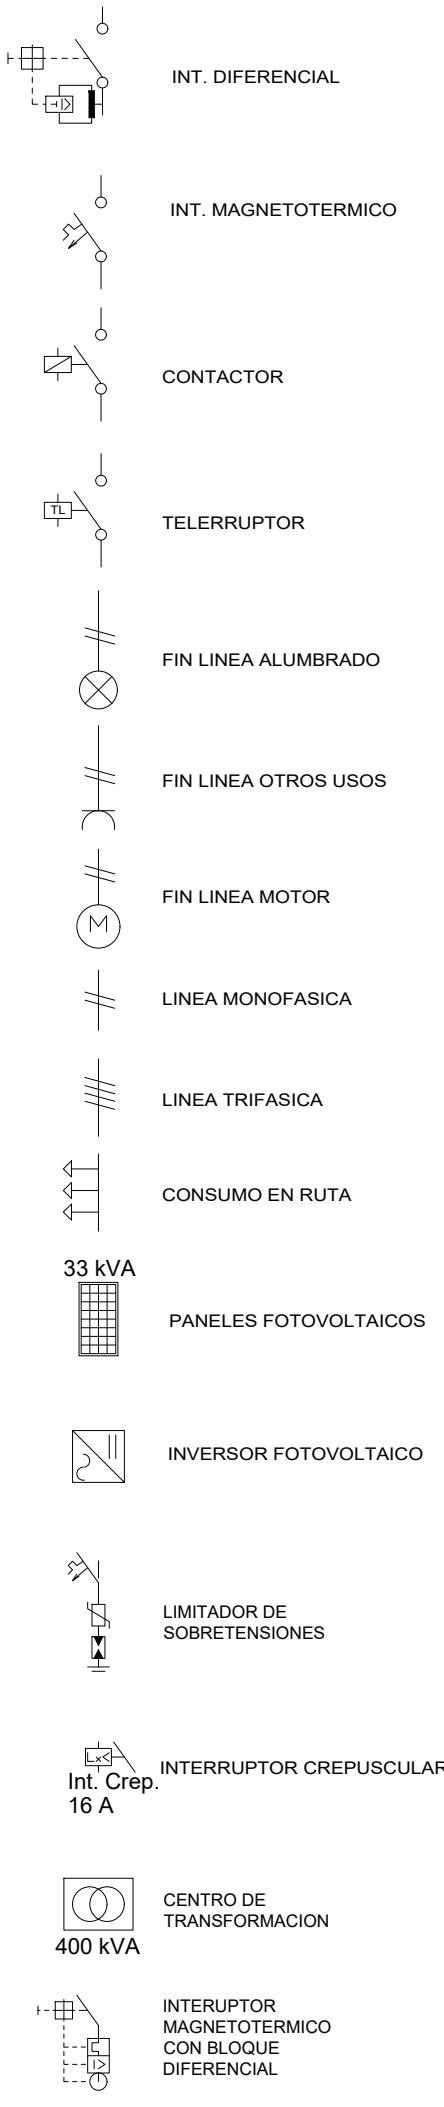 INT. DIFERENCIAL
INT. MAGNETOTERMICO
CONTACTOR
TL
TELERRUPTOR
FIN LINEA ALUMBRADO
FIN LINEA OTROS USOS
M
FIN LINEA MOTOR
LINEA MONOFASICA
LINEA TRIFASICA
CONSUMO EN RUTA
33 kVA
PANELES FOTOVOLTAICOS
INVERSOR FOTOVOLTAICO
LIMITADOR DE
SOBRETENSIONES
Lx<
INTERRUPTOR CREPUSCULAR
Int. Crep.
16 A
CENTRO DE
TRANSFORMACION
400 kVA
INTERUPTOR
MAGNETOTERMICO
CON BLOQUE
DIFERENCIAL
I>